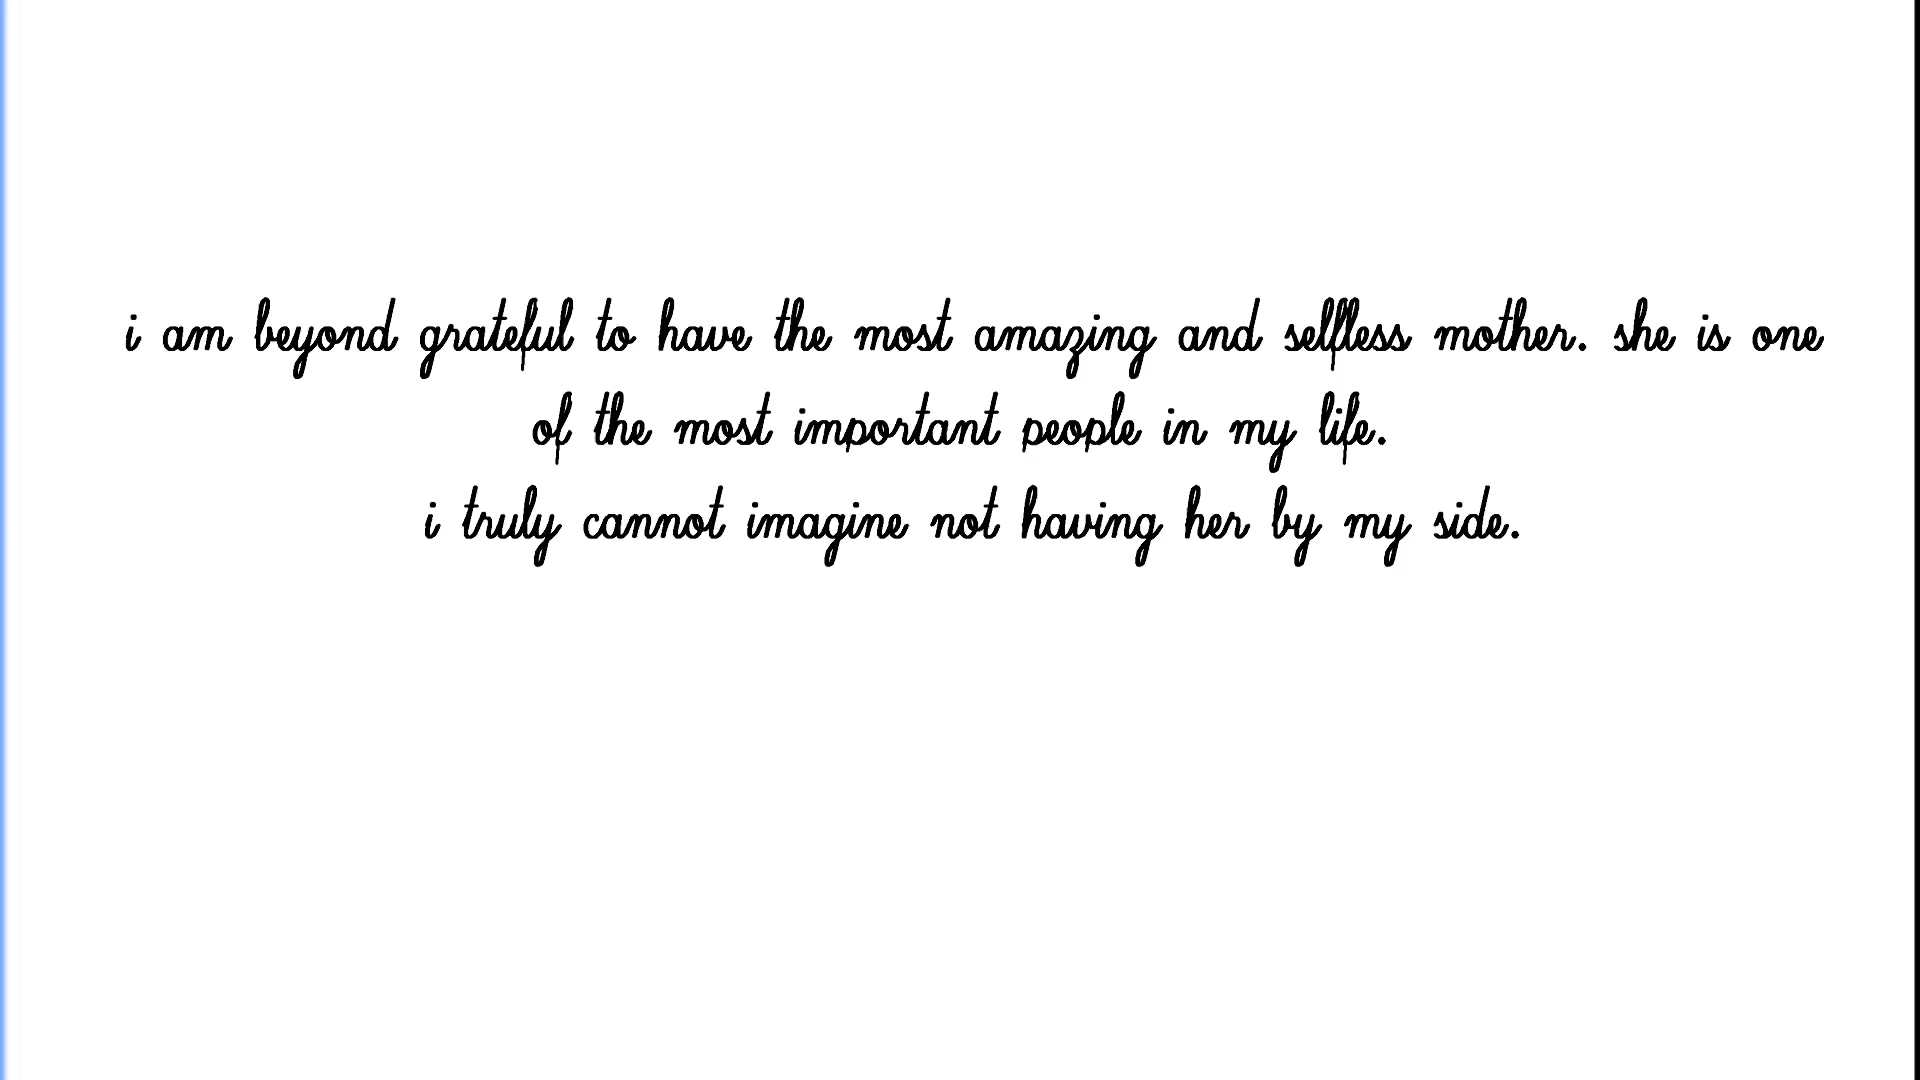 i am beyond grateful to have the most amazing and selfless mother. she is one
of the most important people in my life.
i truly cannot imagine not having her by my side.